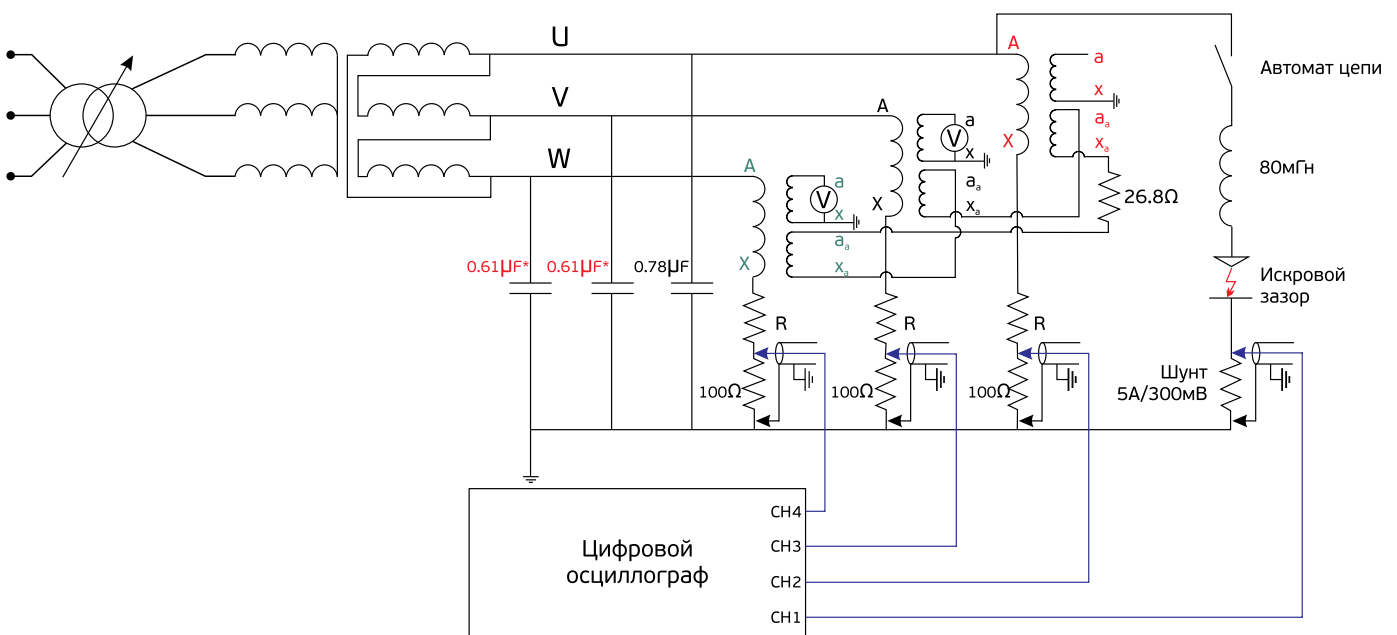 U
V
W
A
a
x
aₐ
xₐ
X
A
V
a
x
aₐ
xₐ
X
A
V
a
x
aₐ
xₐ
X
26.8Ω
Автомат цепи
80мГн
Искровой
зазор
0.61μF*
0.61μF*
0.78μF
R
R
R
100Ω
100Ω
100Ω
Шунт
5А/300мВ
CH4
CH3
CH2
CH1
Цифровой
осциллограф